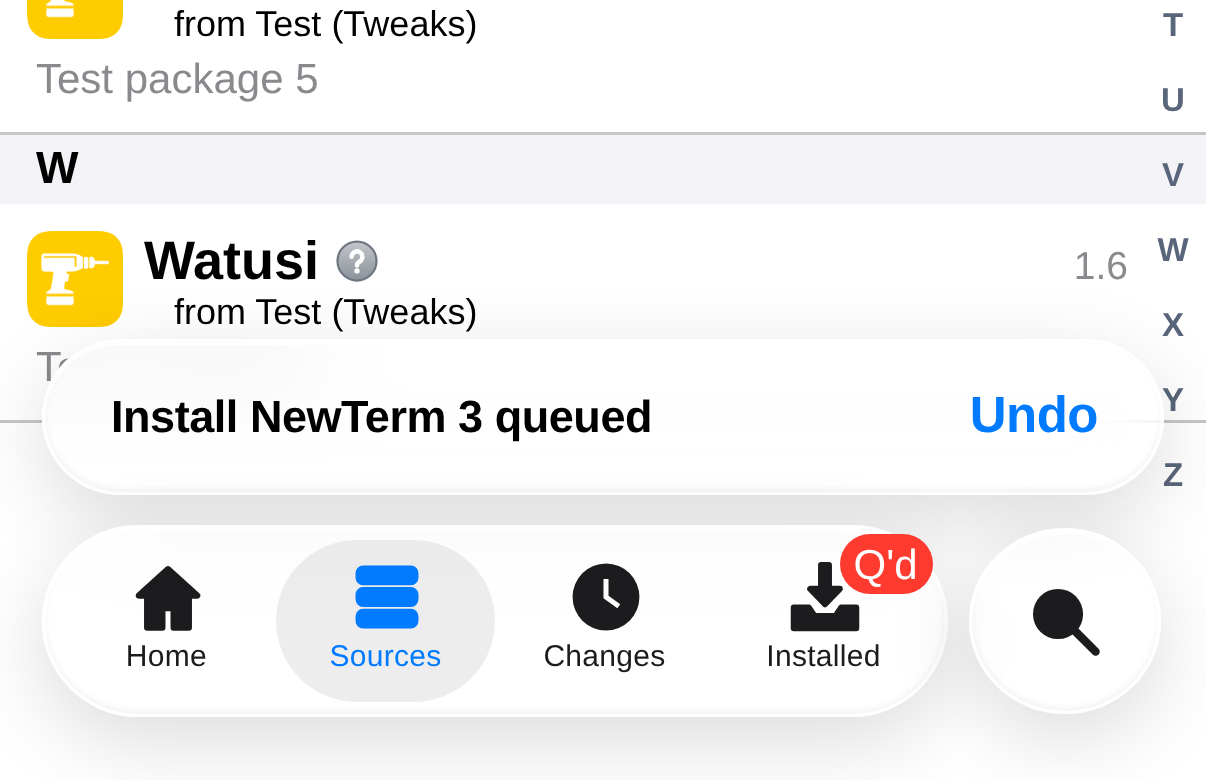 from Test (Tweaks)
Test package 5
W
Watusi
1.6
from Test (Tweaks)
Install NewTerm 3 queued
Undo
T
U
V
W
X
Y
Z
Home
Sources
Changes
Q'd
Installed